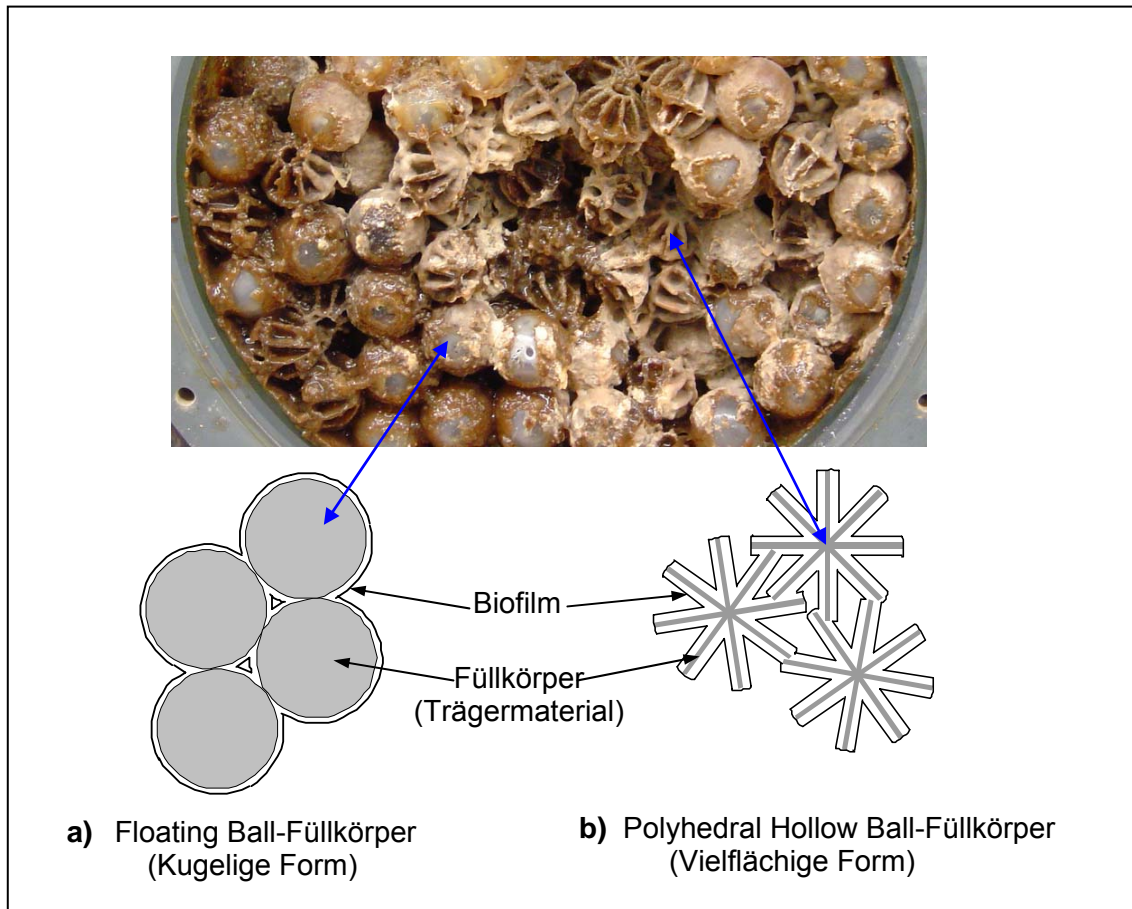 Biofilm
Füllkörper
(Trägermaterial)
a) Floating Ball-Füllkörper
(Kugelige Form)
b) Polyhedral Hollow Ball-Füllkörper
(Vielflächige Form)